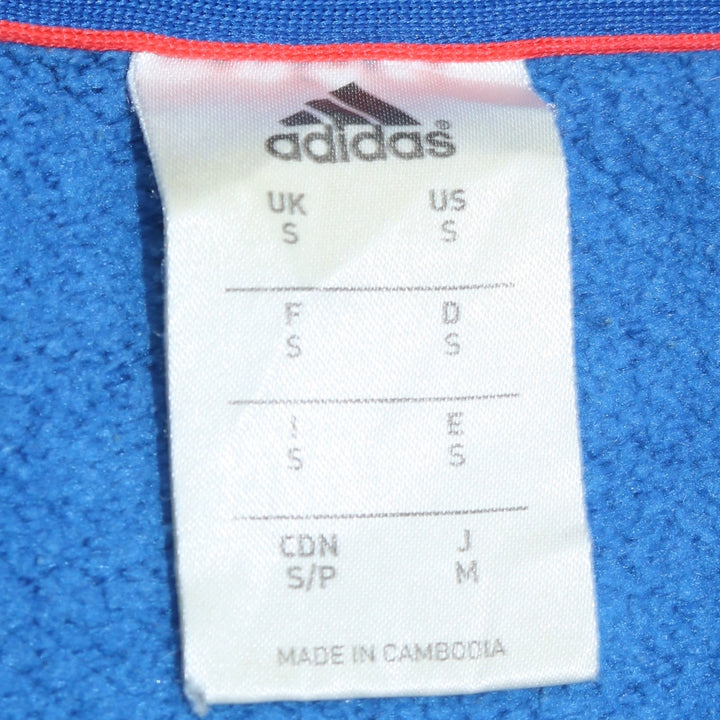 adidas®
UK US
S S
F D
S S
I E
S S
CDN J
S/P M
MADE IN CAMBODIA